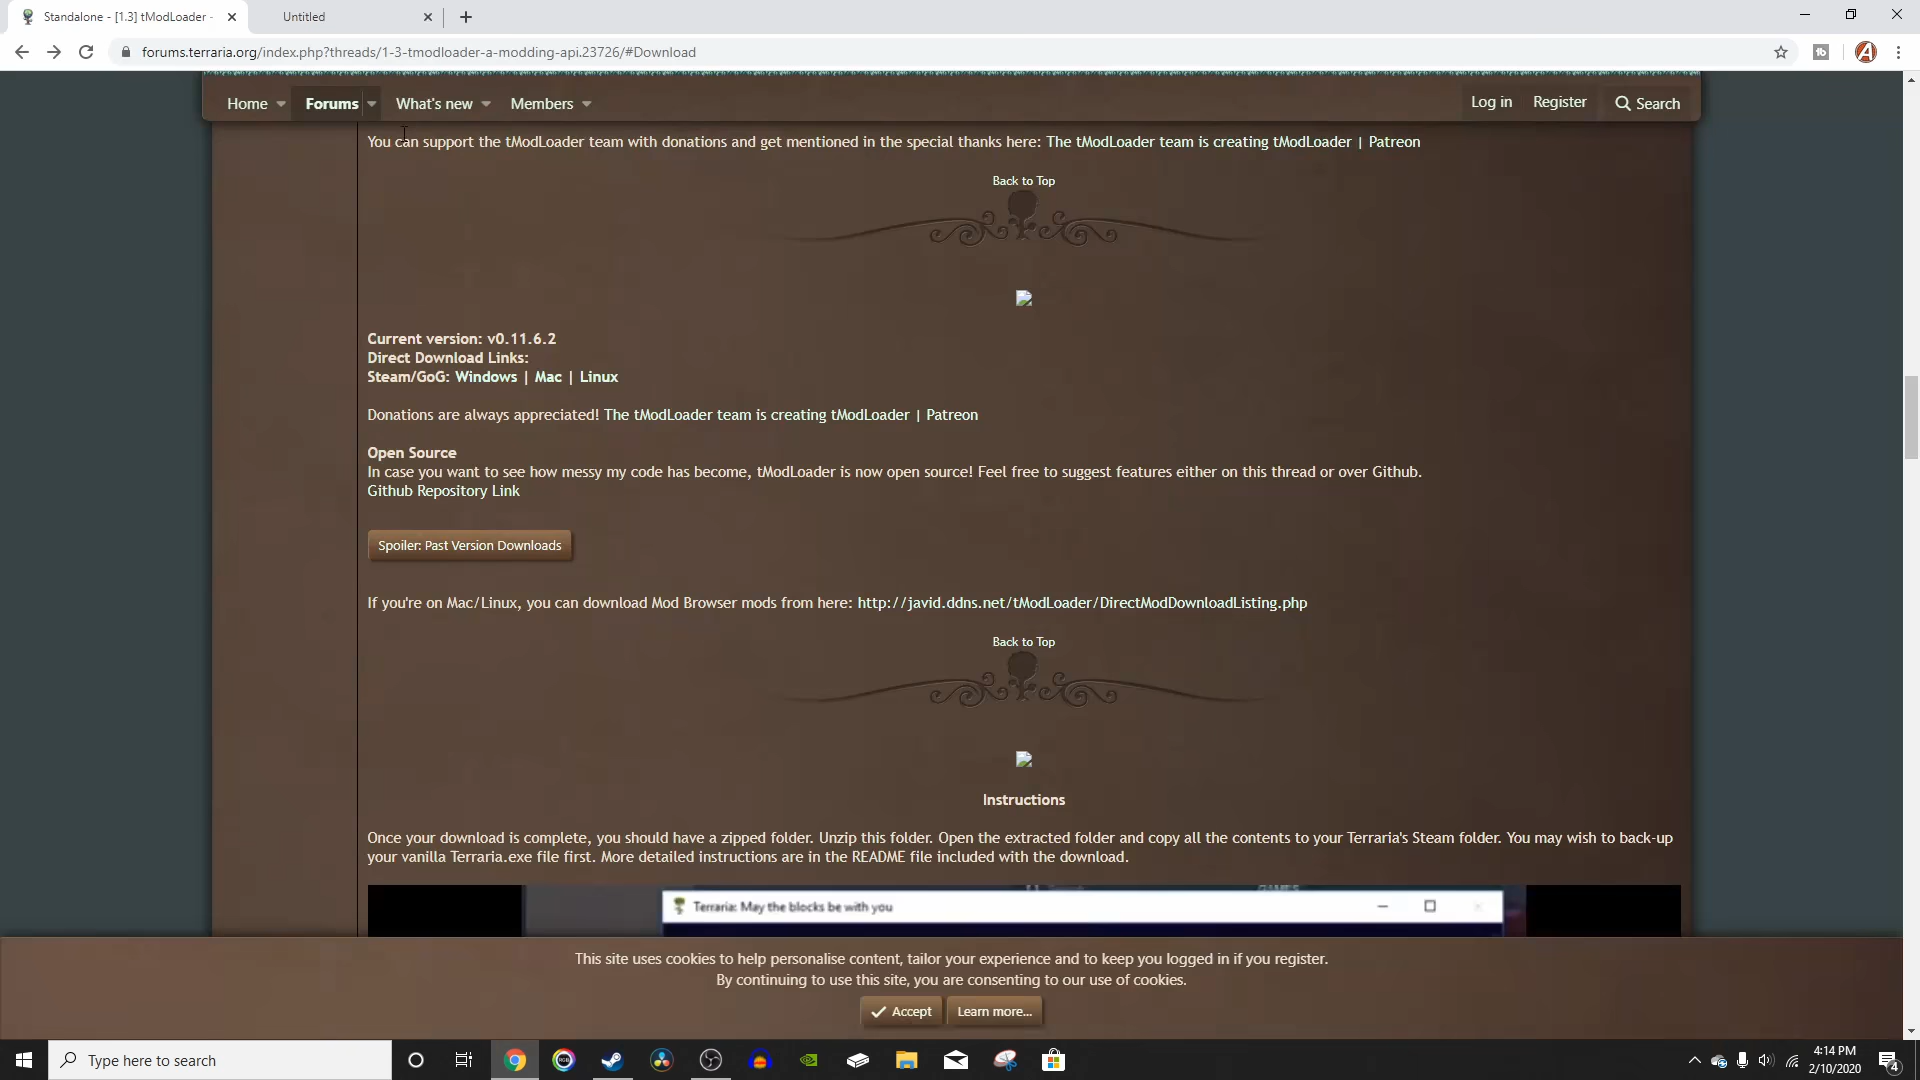 Standalone - [1.3] tModLoader -
Untitled
forums.terraria.org/index.php?threads/1-3-tmodloader-a-modding-api.23726/#Download
Home
Forums
What's new
Members
Log in
Register
Search
You can support the tModLoader team with donations and get mentioned in the special thanks here: The tModLoader team is creating tModLoader | Patreon
Back to Top
Current version: v0.11.6.2
Direct Download Links:
Steam/GoG: Windows | Mac | Linux
Donations are always appreciated! The tModLoader team is creating tModLoader | Patreon
Open Source
In case you want to see how messy my code has become, tModLoader is now open source! Feel free to suggest features either on this thread or over Github.
Github Repository Link
Spoiler: Past Version Downloads
If you're on Mac/Linux, you can download Mod Browser mods from here: http://javid.ddns.net/tModLoader/DirectModDownloadListing.php
Back to Top
Instructions
Once your download is complete, you should have a zipped folder. Unzip this folder. Open the extracted folder and copy all the contents to your Terraria's Steam folder. You may wish to back-up
your vanilla Terraria.exe file first. More detailed instructions are in the README file included with the download.
GAMES
Terraria: May the blocks be with you
This site uses cookies to help personalise content, tailor your experience and to keep you logged in if you register.
By continuing to use this site, you are consenting to our use of cookies.
Accept
Learn more...
Type here to search
4:14 PM
2/10/2020
4